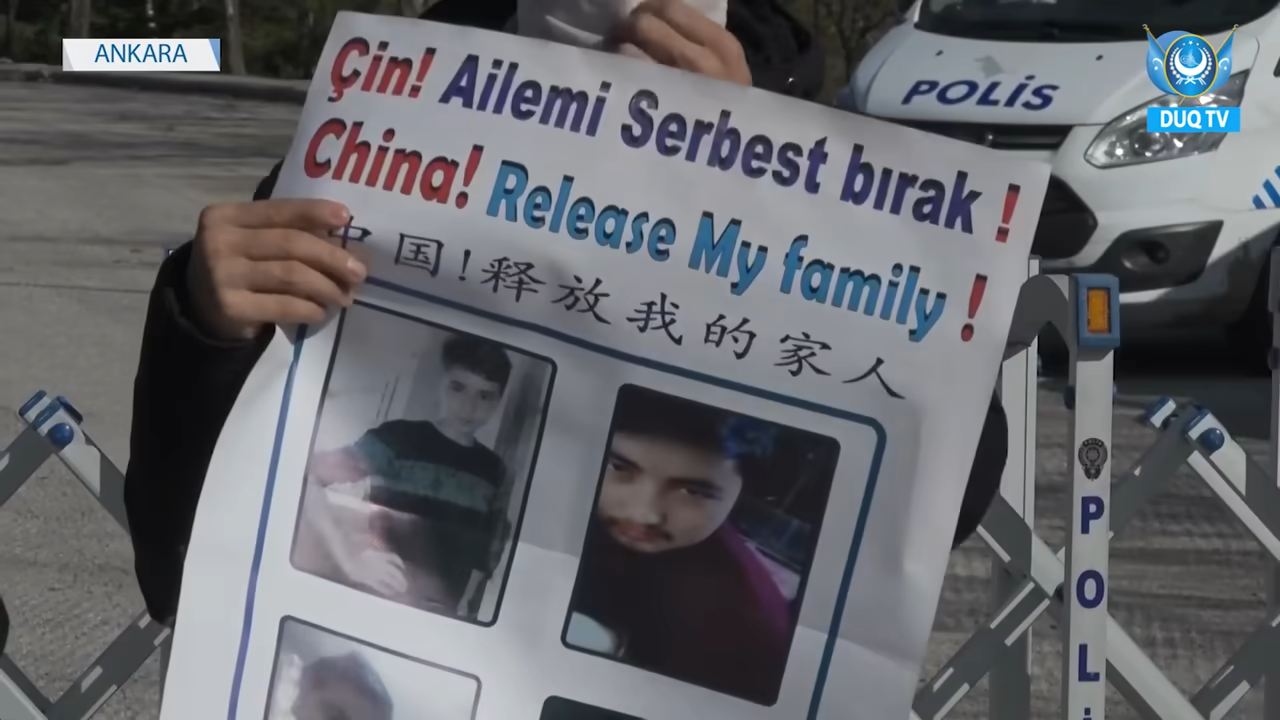 ANKARA
DUQ TV
POLİS
Çin! Ailemi Serbest bırak !
China! Release My family !
中国!释放我的家人
POLİ